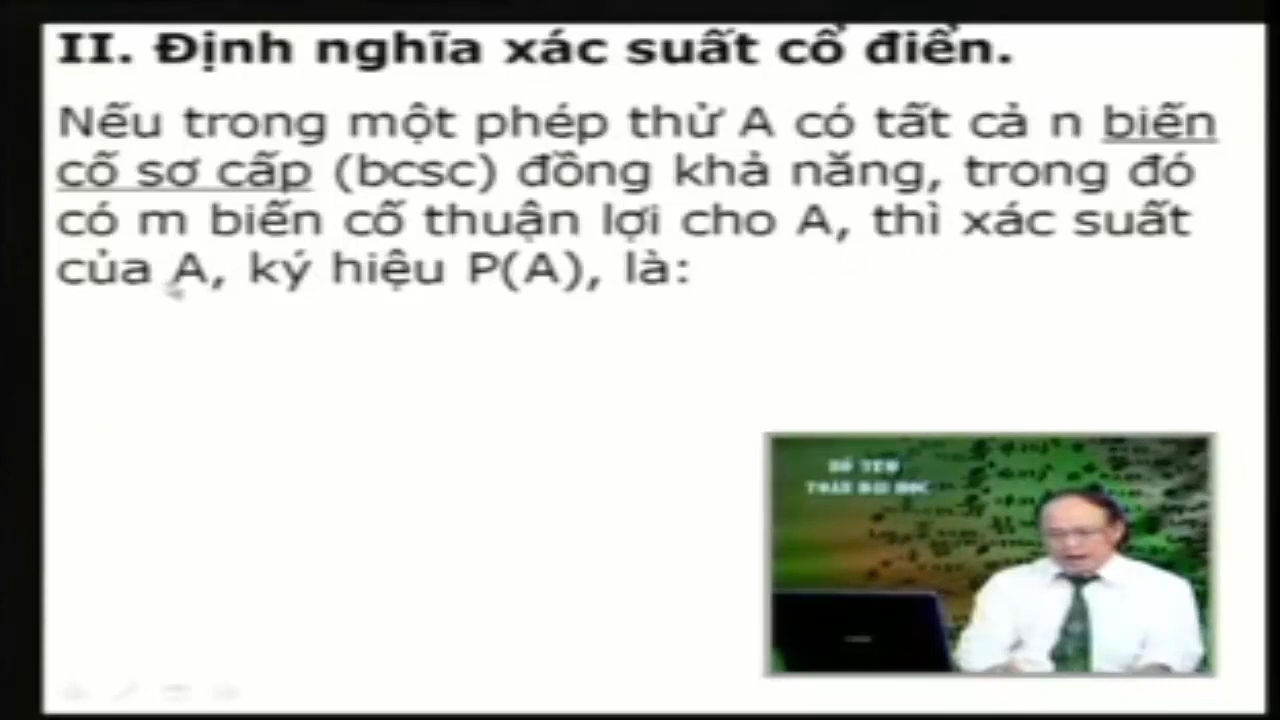 II. Định nghĩa xác suất cổ điển.
Nếu trong một phép thử A có tất cả n biến
cố sơ cấp (bcsc) đồng khả năng, trong đó
có m biến cố thuận lợi cho A, thì xác suất
của A, ký hiệu P(A), là: